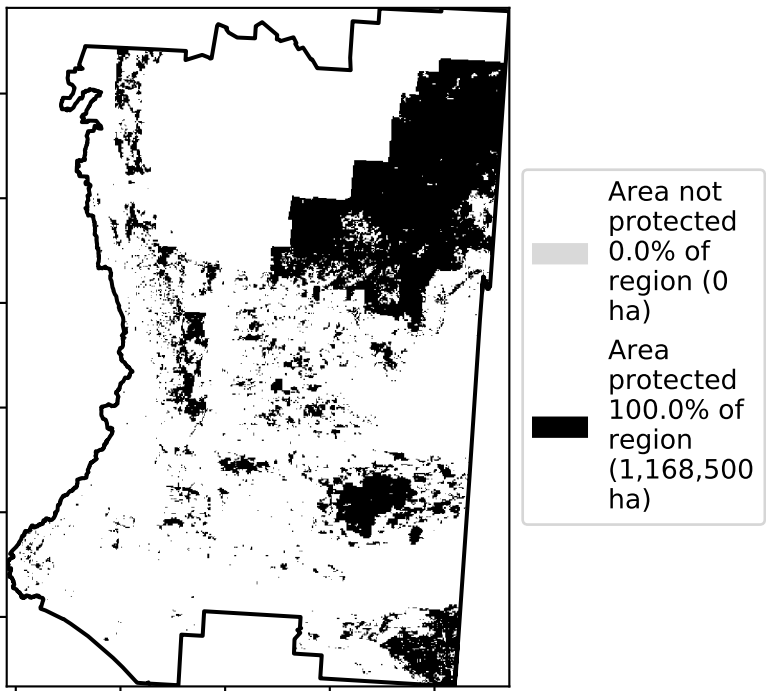 Area not
protected
0.0% of
region (0
ha)
Area
protected
100.0% of
region
(1,168,500
ha)